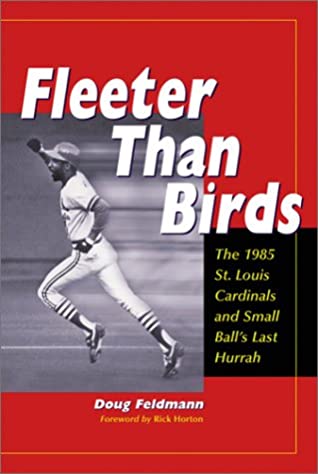 Fleeter
Than
Birds
The 1985
St. Louis
Cardinals
and Small
Ball's Last
Hurrah
Doug Feldmann
Foreword by Rick Horton